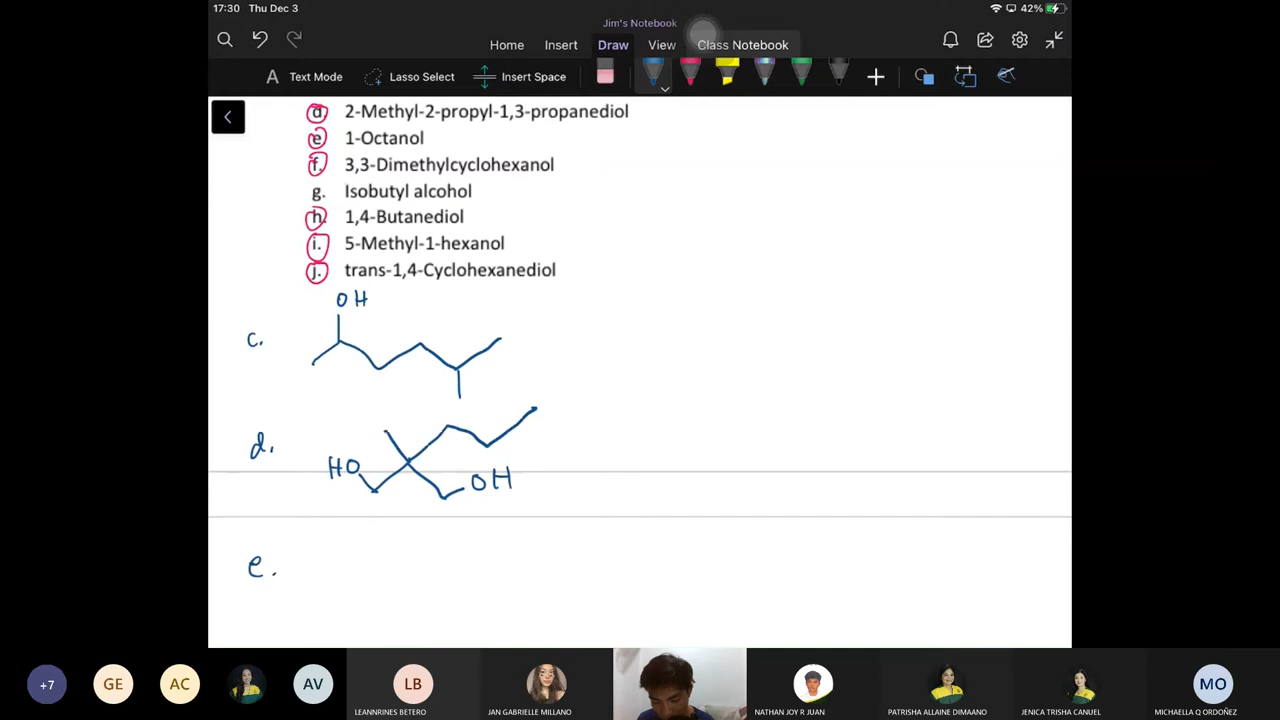 17:30 Thu Dec 3
42%
Jim's Notebook
Home Insert Draw View Class Notebook
A Text Mode Lasso Select Insert Space
d. 2-Methyl-2-propyl-1,3-propanediol
e. 1-Octanol
f. 3,3-Dimethylcyclohexanol
g. Isobutyl alcohol
h. 1,4-Butanediol
i. 5-Methyl-1-hexanol
j. trans-1,4-Cyclohexanediol
OH
c.
d.
HO
OH
e.
+7 GE AC AV LB MO
LEANNRINES BETERO JAN GABRIELLE MILLANO NATHAN JOY R JUAN PATRISHA ALLAINE DIMAANO JENICA TRISHA CANUEL MICHAELLA Q ORDOÑEZ